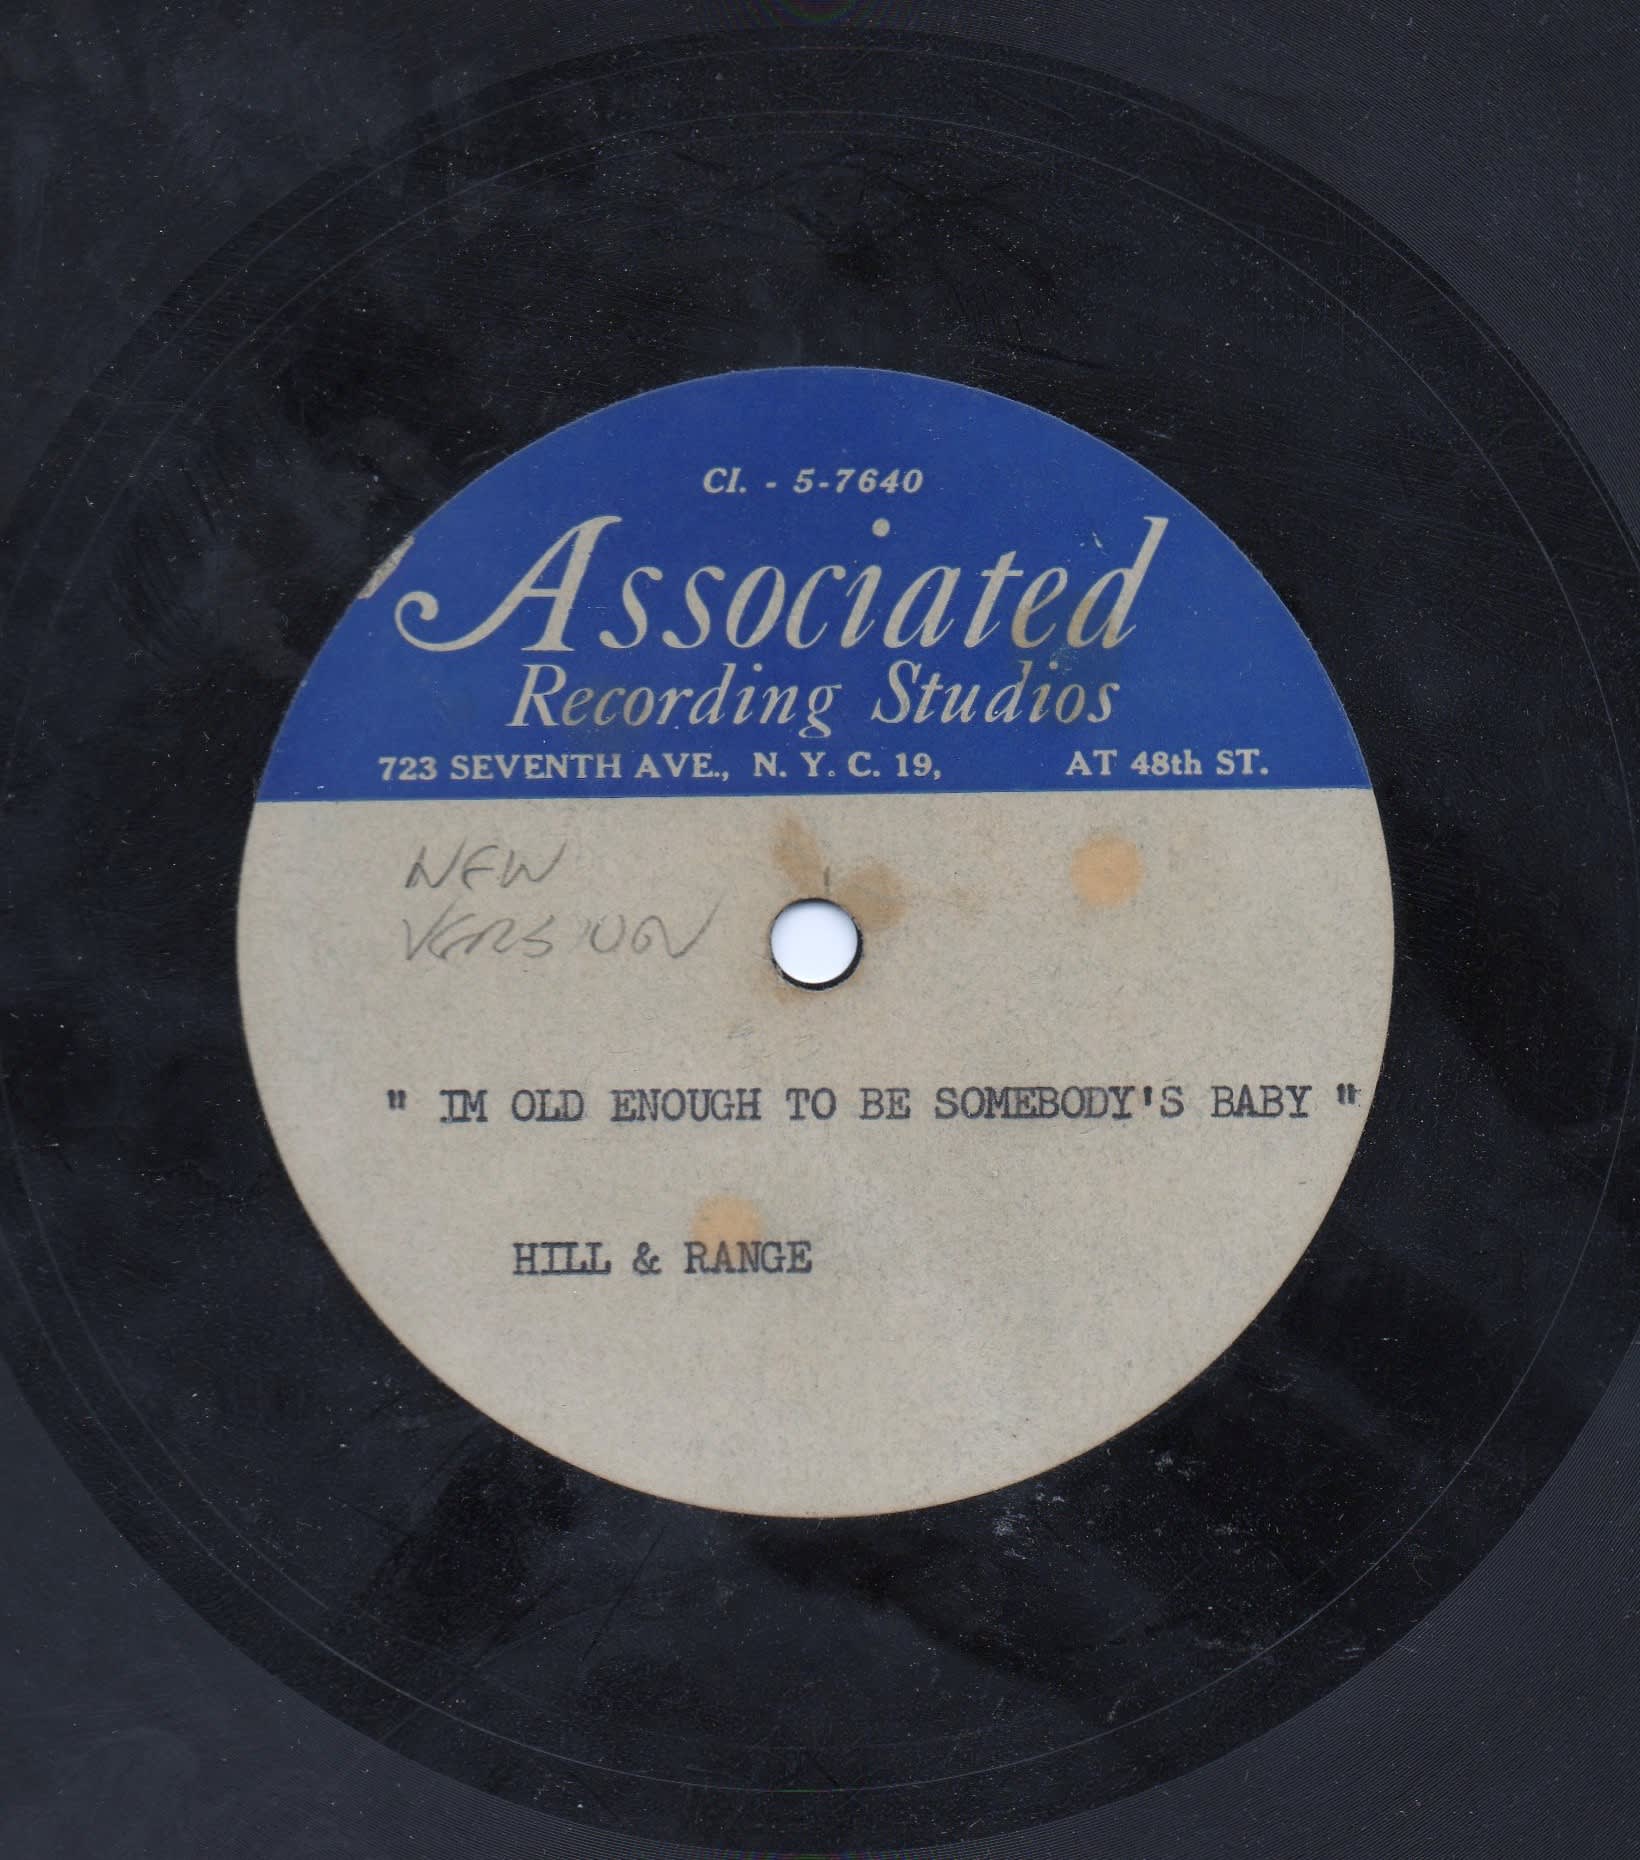 CI. - 5-7640
Associated
Recording Studios
723 SEVENTH AVE., N. Y. C. 19, AT 48th ST.
NEW
VERSION
" IM OLD ENOUGH TO BE SOMEBODY'S BABY "
HILL & RANGE